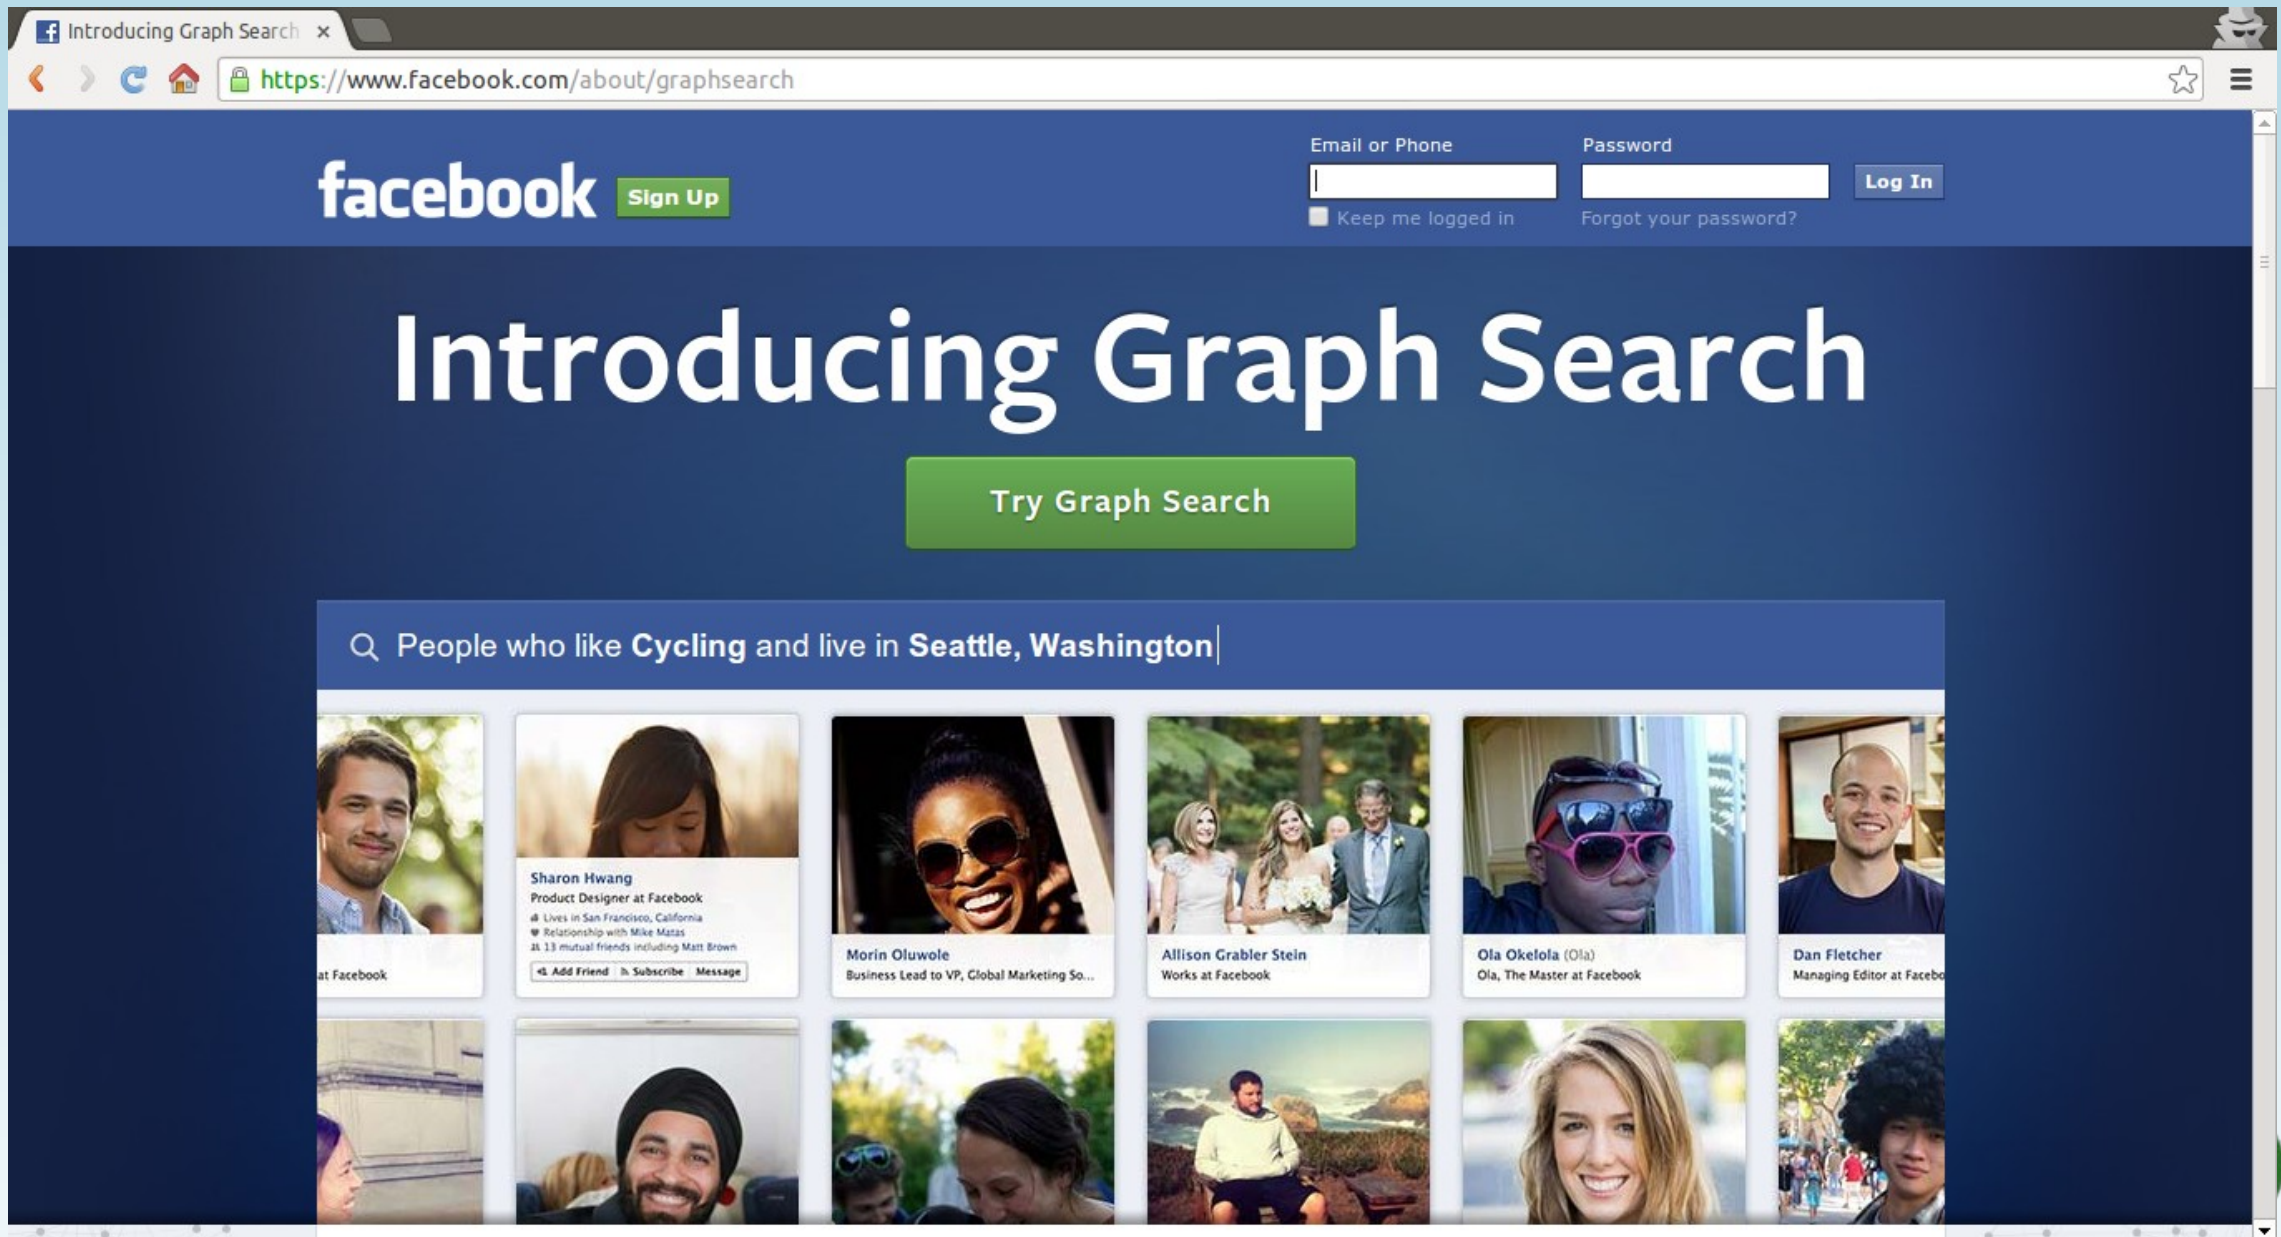 Introducing Graph Search
https://www.facebook.com/about/graphsearch
Email or Phone
Password
facebook
Sign Up
Log In
Keep me logged in
Forgot your password?
Introducing Graph Search
Try Graph Search
People who like Cycling and live in Seattle, Washington
at Facebook
Sharon Hwang
Product Designer at Facebook
Lives in San Francisco, California
Relationship with Mike Matas
13 mutual friends including Matt Brown
Add Friend Subscribe Message
Morin Oluwole
Business Lead to VP, Global Marketing So...
Allison Grabler Stein
Works at Facebook
Ola Okelola (Ola)
Ola, The Master at Facebook
Dan Fletcher
Managing Editor at Facebo